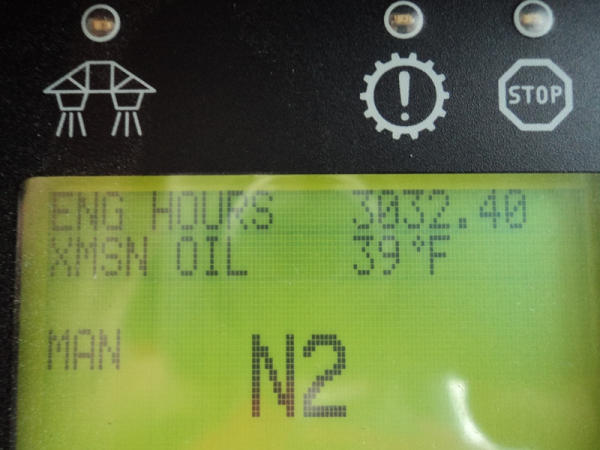 STOP
ENG HOURS 3032.40
XMSN OIL 39°F
MAN N2